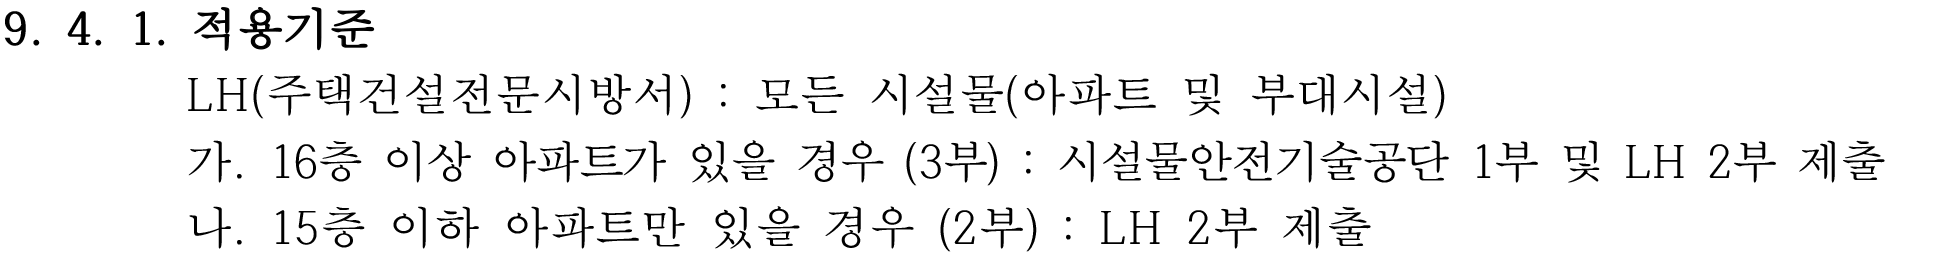 9. 4. 1. 적용기준
LH(주택건설전문시방서) : 모든 시설물(아파트 및 부대시설)
가. 16층 이상 아파트가 있을 경우 (3부) : 시설물안전기술공단 1부 및 LH 2부 제출
나. 15층 이하 아파트만 있을 경우 (2부) : LH 2부 제출